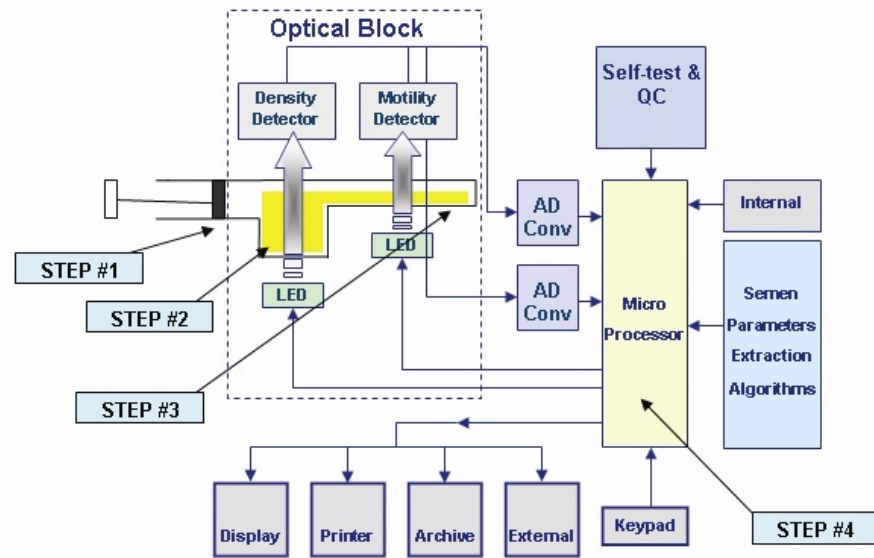 Optical Block
Density
Detector
Motility
Detector
Self-test &
QC
STEP #1
STEP #2
STEP #3
LED
LED
AD
Conv
AD
Conv
Micro
Processor
Internal
Semen
Parameters
Extraction
Algorithms
Display
Printer
Archive
External
Keypad
STEP #4